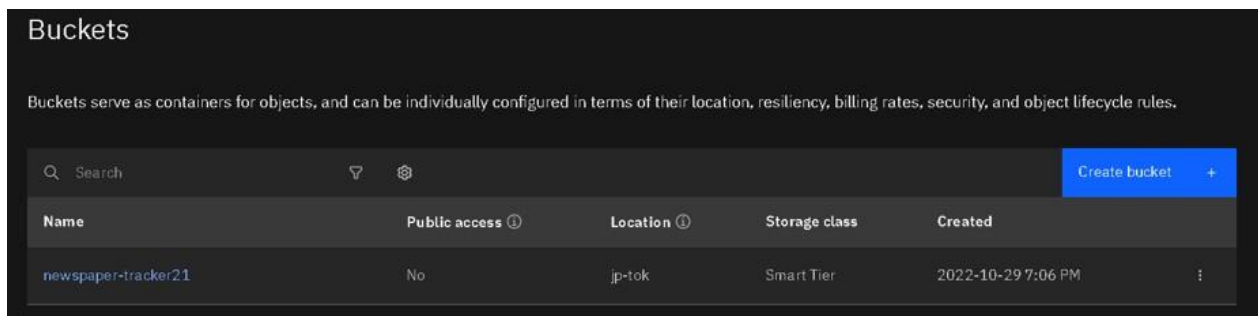 Buckets
Buckets serve as containers for objects, and can be individually configured in terms of their location, resiliency, billing rates, security, and object lifecycle rules.
Search Create bucket +
Name Public access Location Storage class Created
newspaper-tracker21 No jp-tok Smart Tier 2022-10-29 7:06 PM